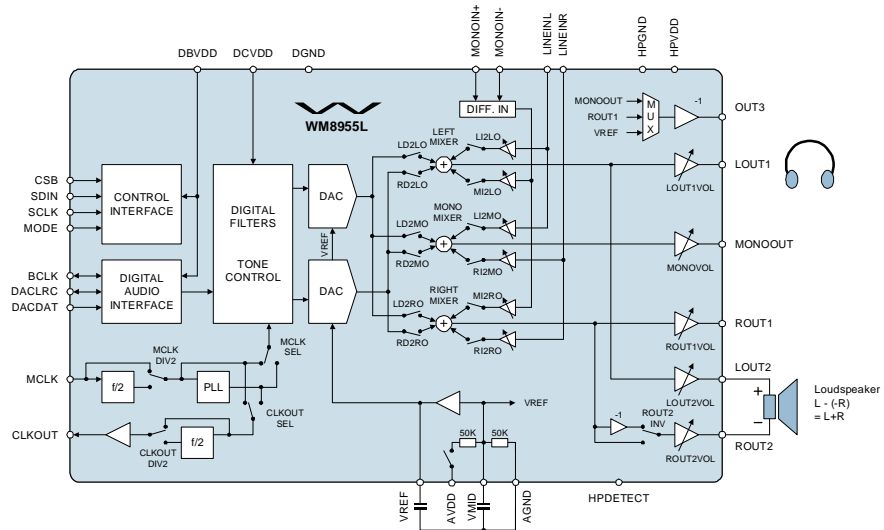 DBVDD
DCVDD
DGND
MONOIN+
MONOIN-
LINEINL
LINEINR
HPGND
HPVDD
WM8955L
DIFF. IN
MONOOUT
ROUT1
VREF
MUX
-1
OUT3
CSB
SDIN
SCLK
MODE
CONTROL
INTERFACE
DIGITAL
FILTERS
TONE
CONTROL
DAC
VREF
DAC
LD2LO
LEFT
MIXER
LI2LO
RD2LO
MI2LO
LOUT1VOL
LOUT1
LD2MO
MONO
MIXER
LI2MO
RD2MO
RI2MO
MONOVOL
MONOOUT
BCLK
DACLRC
DACDAT
DIGITAL
AUDIO
INTERFACE
LD2RO
RIGHT
MIXER
MI2RO
RD2RO
RI2RO
ROUT1VOL
ROUT1
MCLK
SEL
MCLK
DIV2
MCLK
f/2
PLL
CLKOUT
SEL
CLKOUT
f/2
CLKOUT
DIV2
VREF
LOUT2
LOUT2VOL
+
−
Loudspeaker
L - (-R)
= L+R
-1
ROUT2
INV
ROUT2VOL
ROUT2
50K
50K
VREF
AVDD
VMID
AGND
HPDETECT